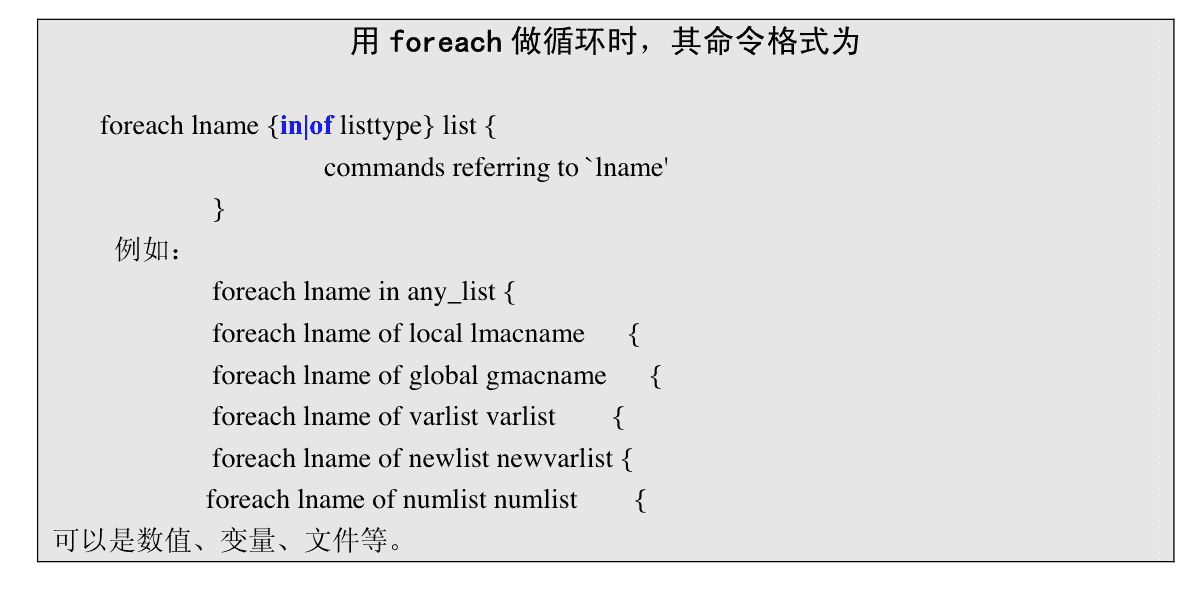 用 foreach 做循环时，其命令格式为
foreach lname {in|of listtype} list {
commands referring to `lname'
}
例如：
foreach lname in any_list {
foreach lname of local lmacname {
foreach lname of global gmacname {
foreach lname of varlist varlist {
foreach lname of newlist newvarlist {
foreach lname of numlist numlist {
可以是数值、变量、文件等。